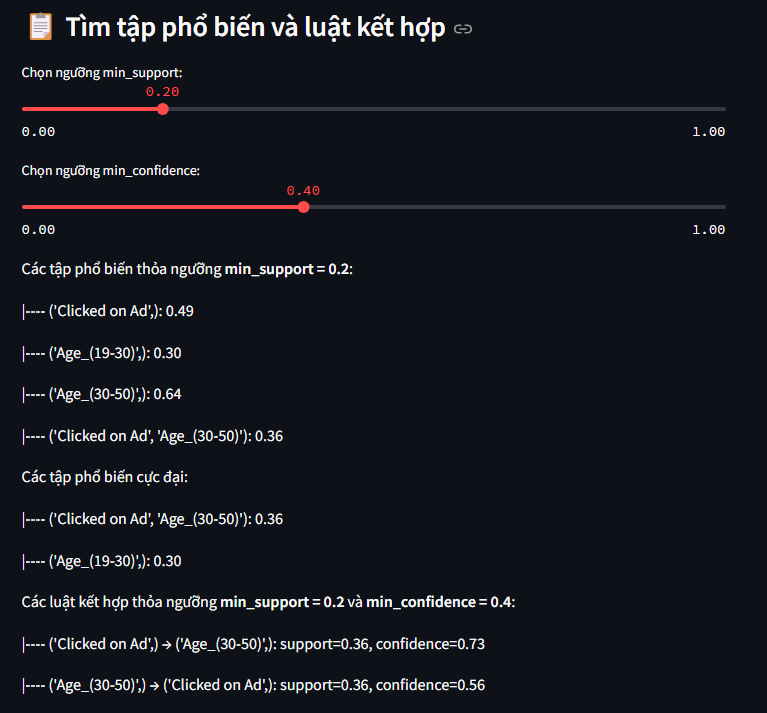 📋 Tìm tập phổ biến và luật kết hợp
Chọn ngưỡng min_support:
0.20
0.00 1.00
Chọn ngưỡng min_confidence:
0.40
0.00 1.00
Các tập phổ biến thỏa ngưỡng min_support = 0.2:
|---- ('Clicked on Ad',): 0.49
|---- ('Age_(19-30)',): 0.30
|---- ('Age_(30-50)',): 0.64
|---- ('Clicked on Ad', 'Age_(30-50)'): 0.36
Các tập phổ biến cực đại:
|---- ('Clicked on Ad', 'Age_(30-50)'): 0.36
|---- ('Age_(19-30)',): 0.30
Các luật kết hợp thỏa ngưỡng min_support = 0.2 và min_confidence = 0.4:
|---- ('Clicked on Ad',) → ('Age_(30-50)',): support=0.36, confidence=0.73
|---- ('Age_(30-50)',) → ('Clicked on Ad',): support=0.36, confidence=0.56